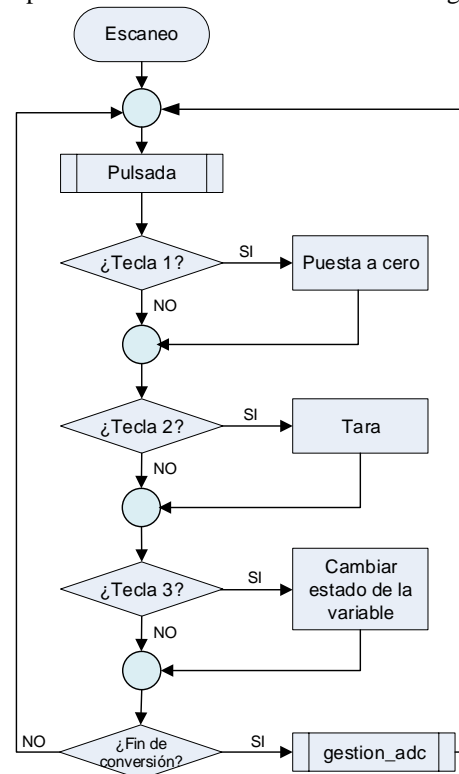 Escaneo
Pulsada
¿Tecla 1?
SI
Puesta a cero
NO
¿Tecla 2?
SI
Tara
NO
¿Tecla 3?
SI
Cambiar
estado de la
variable
NO
NO
¿Fin de
conversión?
SI
gestion_adc